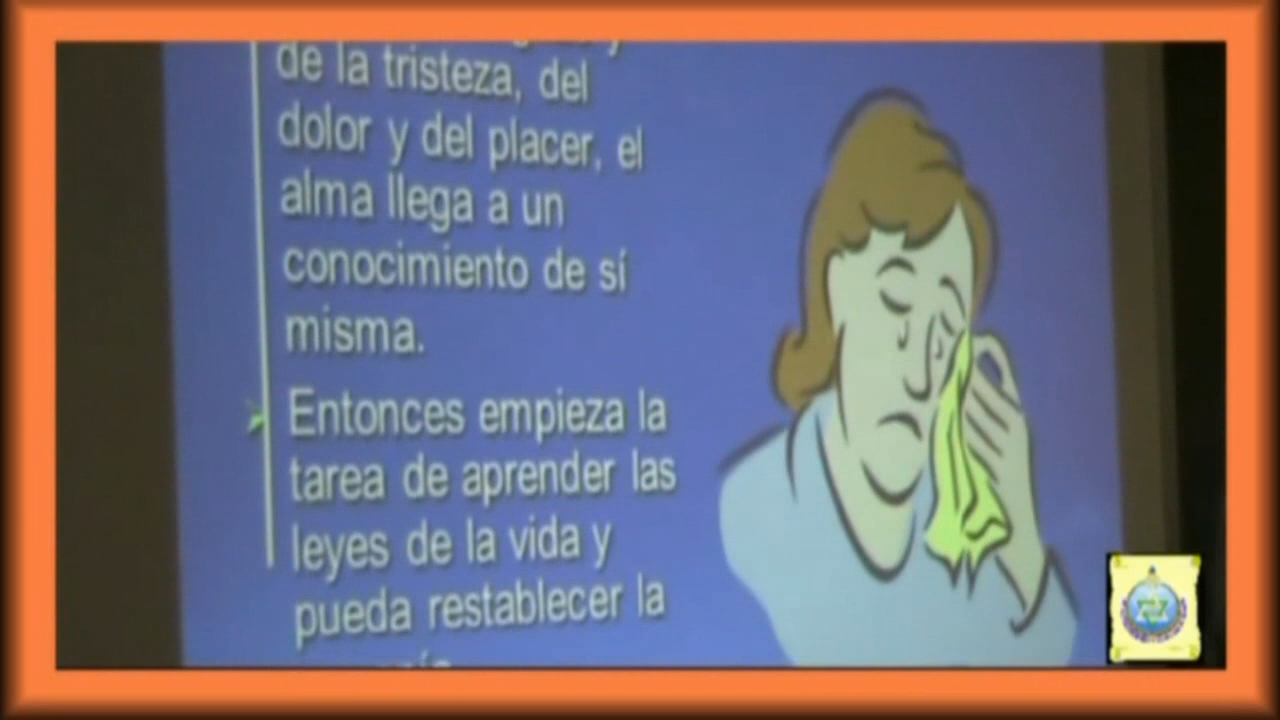 de la tristeza, del
dolor y del placer, el
alma llega a un
conocimiento de sí
misma.
Entonces empieza la
tarea de aprender las
leyes de la vida y
pueda restablecer la